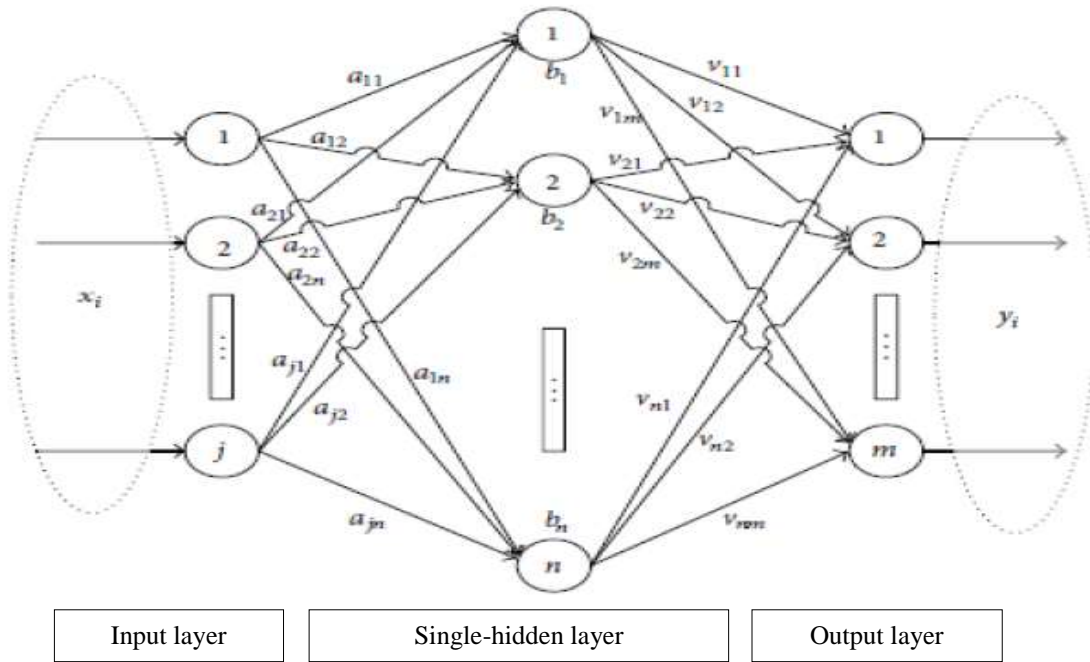 1
b₁
a₁₁
v₁₁
v₁₂
v₁ₘ
1
a₁₂
2
b₂
v₂₁
1
a₂₁
v₂₂
2
a₂₂
a₂ₙ
v₂ₘ
2
xᵢ
⋮
⋮
⋮
yᵢ
aⱼ₁
a₁ₙ
aⱼ₂
vₙ₁
vₙ₂
j
m
aⱼₙ
bₙ
vₙₘ
n
Input layer
Single-hidden layer
Output layer